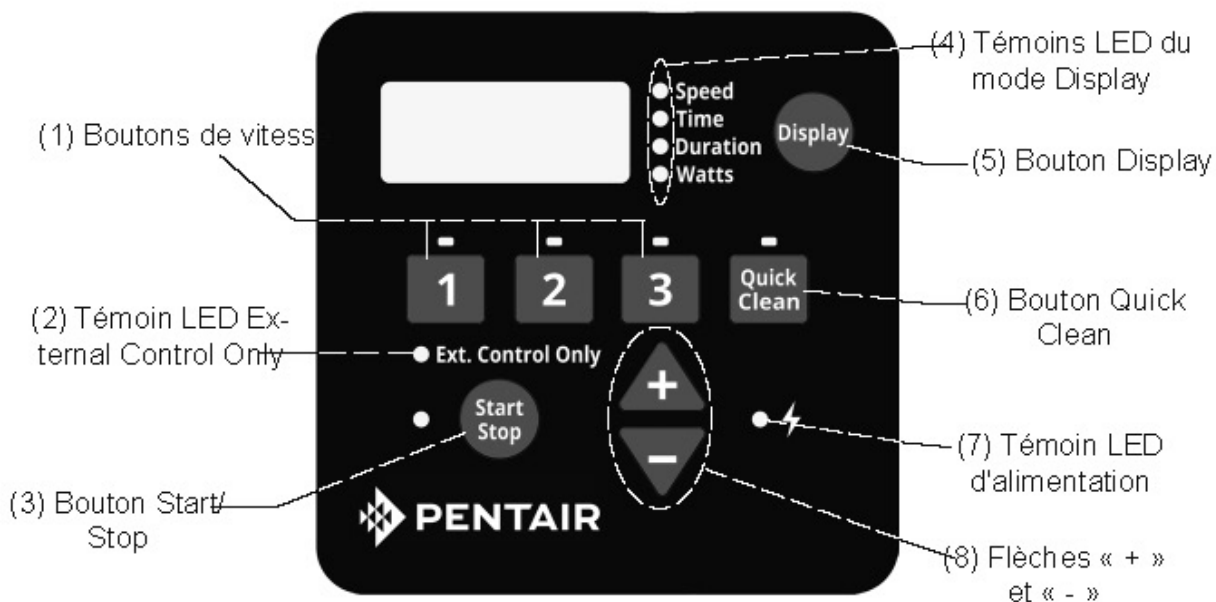 (4) Témoins LED du
mode Display
Speed
Time
Duration
Watts
Display
(1) Boutons de vitess
(5) Bouton Display
1
2
3
Quick
Clean
(6) Bouton Quick
Clean
(2) Témoin LED Ex-
ternal Control Only
Ext. Control Only
+
-
Start
Stop
(7) Témoin LED
d'alimentation
(3) Bouton Start/
Stop
PENTAIR
(8) Flèches « + »
et « - »